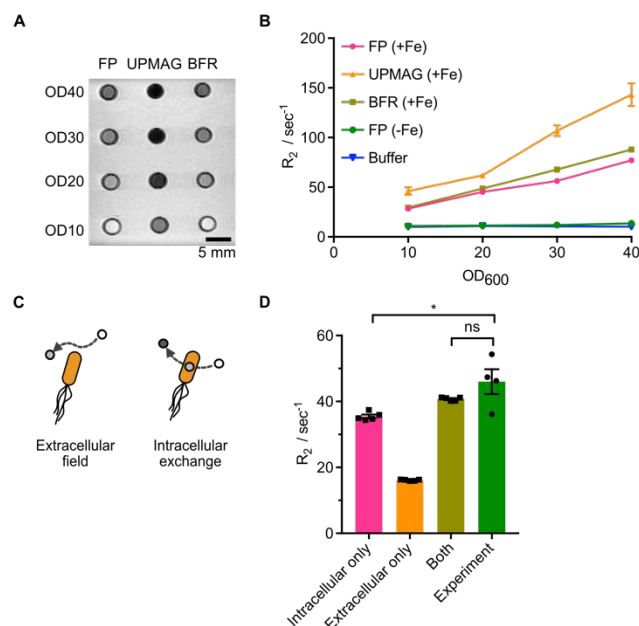 A
FP UPMAG BFR
OD40
OD30
OD20
OD10
5 mm
B
R2 / sec-1
200
150
100
50
0
0 10 20 30 40
OD600
FP (+Fe)
UPMAG (+Fe)
BFR (+Fe)
FP (-Fe)
Buffer
C
Extracellular
field
Intracellular
exchange
D
R2 / sec-1
60
40
20
0
*
ns
Intracellular only
Extracellular only
Both
Experiment